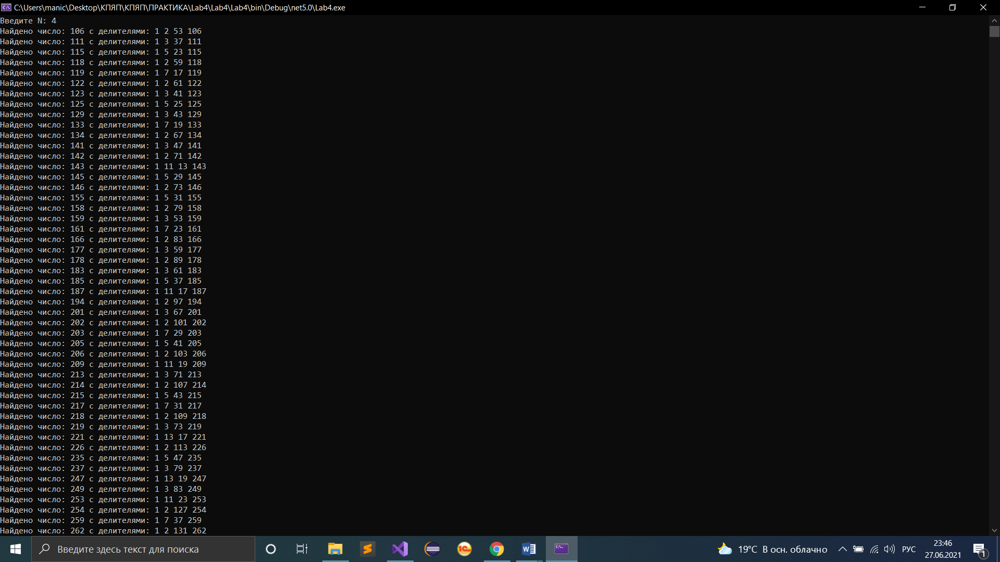 C:\Users\manic\Desktop\КПЯП\КПЯП\ПРАКТИКА\Lab4\Lab4\Lab4\bin\Debug\net5.0\Lab4.exe
Введите N: 4
Найдено число: 106 с делителями: 1 2 53 106
Найдено число: 111 с делителями: 1 3 37 111
Найдено число: 115 с делителями: 1 5 23 115
Найдено число: 118 с делителями: 1 2 59 118
Найдено число: 119 с делителями: 1 7 17 119
Найдено число: 122 с делителями: 1 2 61 122
Найдено число: 123 с делителями: 1 3 41 123
Найдено число: 125 с делителями: 1 5 25 125
Найдено число: 129 с делителями: 1 3 43 129
Найдено число: 133 с делителями: 1 7 19 133
Найдено число: 134 с делителями: 1 2 67 134
Найдено число: 141 с делителями: 1 3 47 141
Найдено число: 142 с делителями: 1 2 71 142
Найдено число: 143 с делителями: 1 11 13 143
Найдено число: 145 с делителями: 1 5 29 145
Найдено число: 146 с делителями: 1 2 73 146
Найдено число: 155 с делителями: 1 5 31 155
Найдено число: 158 с делителями: 1 2 79 158
Найдено число: 159 с делителями: 1 3 53 159
Найдено число: 161 с делителями: 1 7 23 161
Найдено число: 166 с делителями: 1 2 83 166
Найдено число: 177 с делителями: 1 3 59 177
Найдено число: 178 с делителями: 1 2 89 178
Найдено число: 183 с делителями: 1 3 61 183
Найдено число: 185 с делителями: 1 5 37 185
Найдено число: 187 с делителями: 1 11 17 187
Найдено число: 194 с делителями: 1 2 97 194
Найдено число: 201 с делителями: 1 3 67 201
Найдено число: 202 с делителями: 1 2 101 202
Найдено число: 203 с делителями: 1 7 29 203
Найдено число: 205 с делителями: 1 5 41 205
Найдено число: 206 с делителями: 1 2 103 206
Найдено число: 209 с делителями: 1 11 19 209
Найдено число: 213 с делителями: 1 3 71 213
Найдено число: 214 с делителями: 1 2 107 214
Найдено число: 215 с делителями: 1 5 43 215
Найдено число: 217 с делителями: 1 7 31 217
Найдено число: 218 с делителями: 1 2 109 218
Найдено число: 219 с делителями: 1 3 73 219
Найдено число: 221 с делителями: 1 13 17 221
Найдено число: 226 с делителями: 1 2 113 226
Найдено число: 235 с делителями: 1 5 47 235
Найдено число: 237 с делителями: 1 3 79 237
Найдено число: 247 с делителями: 1 13 19 247
Найдено число: 249 с делителями: 1 3 83 249
Найдено число: 253 с делителями: 1 11 23 253
Найдено число: 254 с делителями: 1 2 127 254
Найдено число: 259 с делителями: 1 7 37 259
Найдено число: 262 с делителями: 1 2 131 262
Введите здесь текст для поиска
19°C В осн. облачно
РУС
23:46
27.06.2021
1